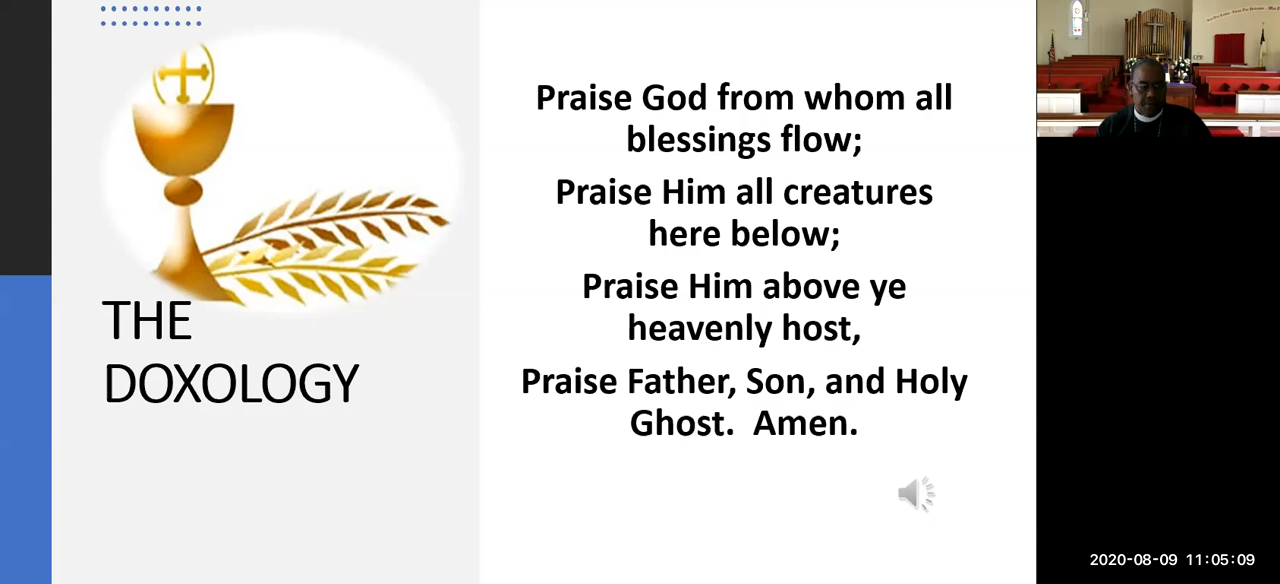 THE
DOXOLOGY
Praise God from whom all
blessings flow;
Praise Him all creatures
here below;
Praise Him above ye
heavenly host,
Praise Father, Son, and Holy
Ghost.  Amen.
2020-08-09 11:05:09